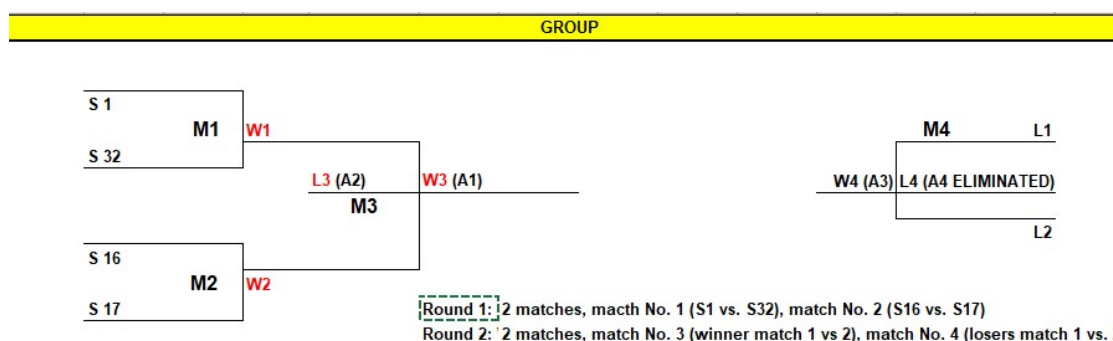 GROUP
S 1
M1 W1
S 32
M4 L1
L3 (A2) W3 (A1)
W4 (A3) L4 (A4 ELIMINATED)
M3
L2
S 16
M2 W2
S 17
Round 1: 2 matches, macth No. 1 (S1 vs. S32), match No. 2 (S16 vs. S17)
Round 2: 2 matches, match No. 3 (winner match 1 vs 2), match No. 4 (losers match 1 vs.